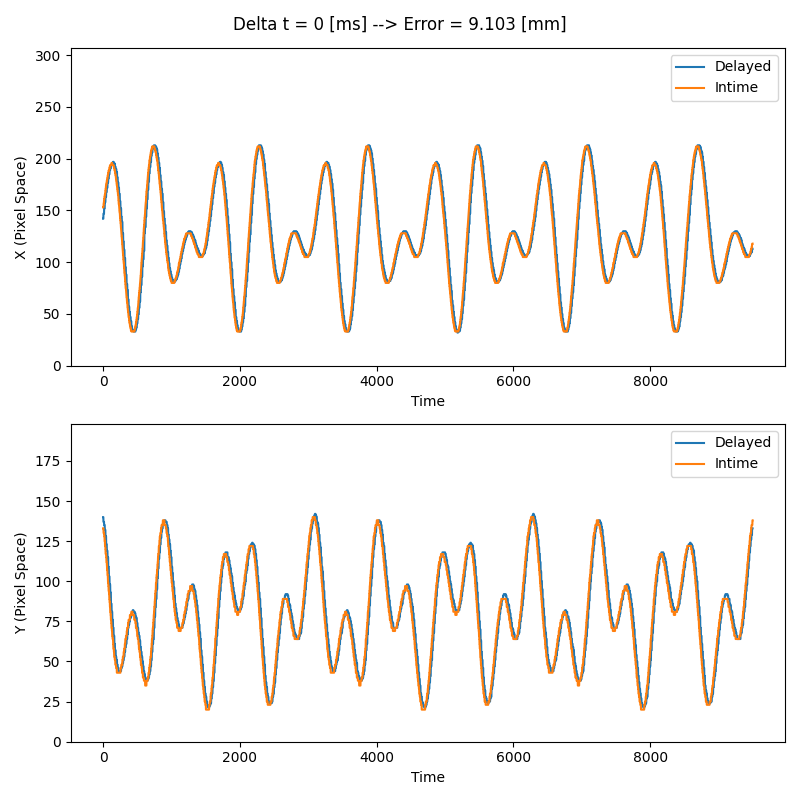 Delta t = 0 [ms] --> Error = 9.103 [mm]
300
250
200
150
100
50
0
X (Pixel Space)
Delayed
Intime
0 2000 4000 6000 8000
Time
175
150
125
100
75
50
25
0
Y (Pixel Space)
Delayed
Intime
0 2000 4000 6000 8000
Time